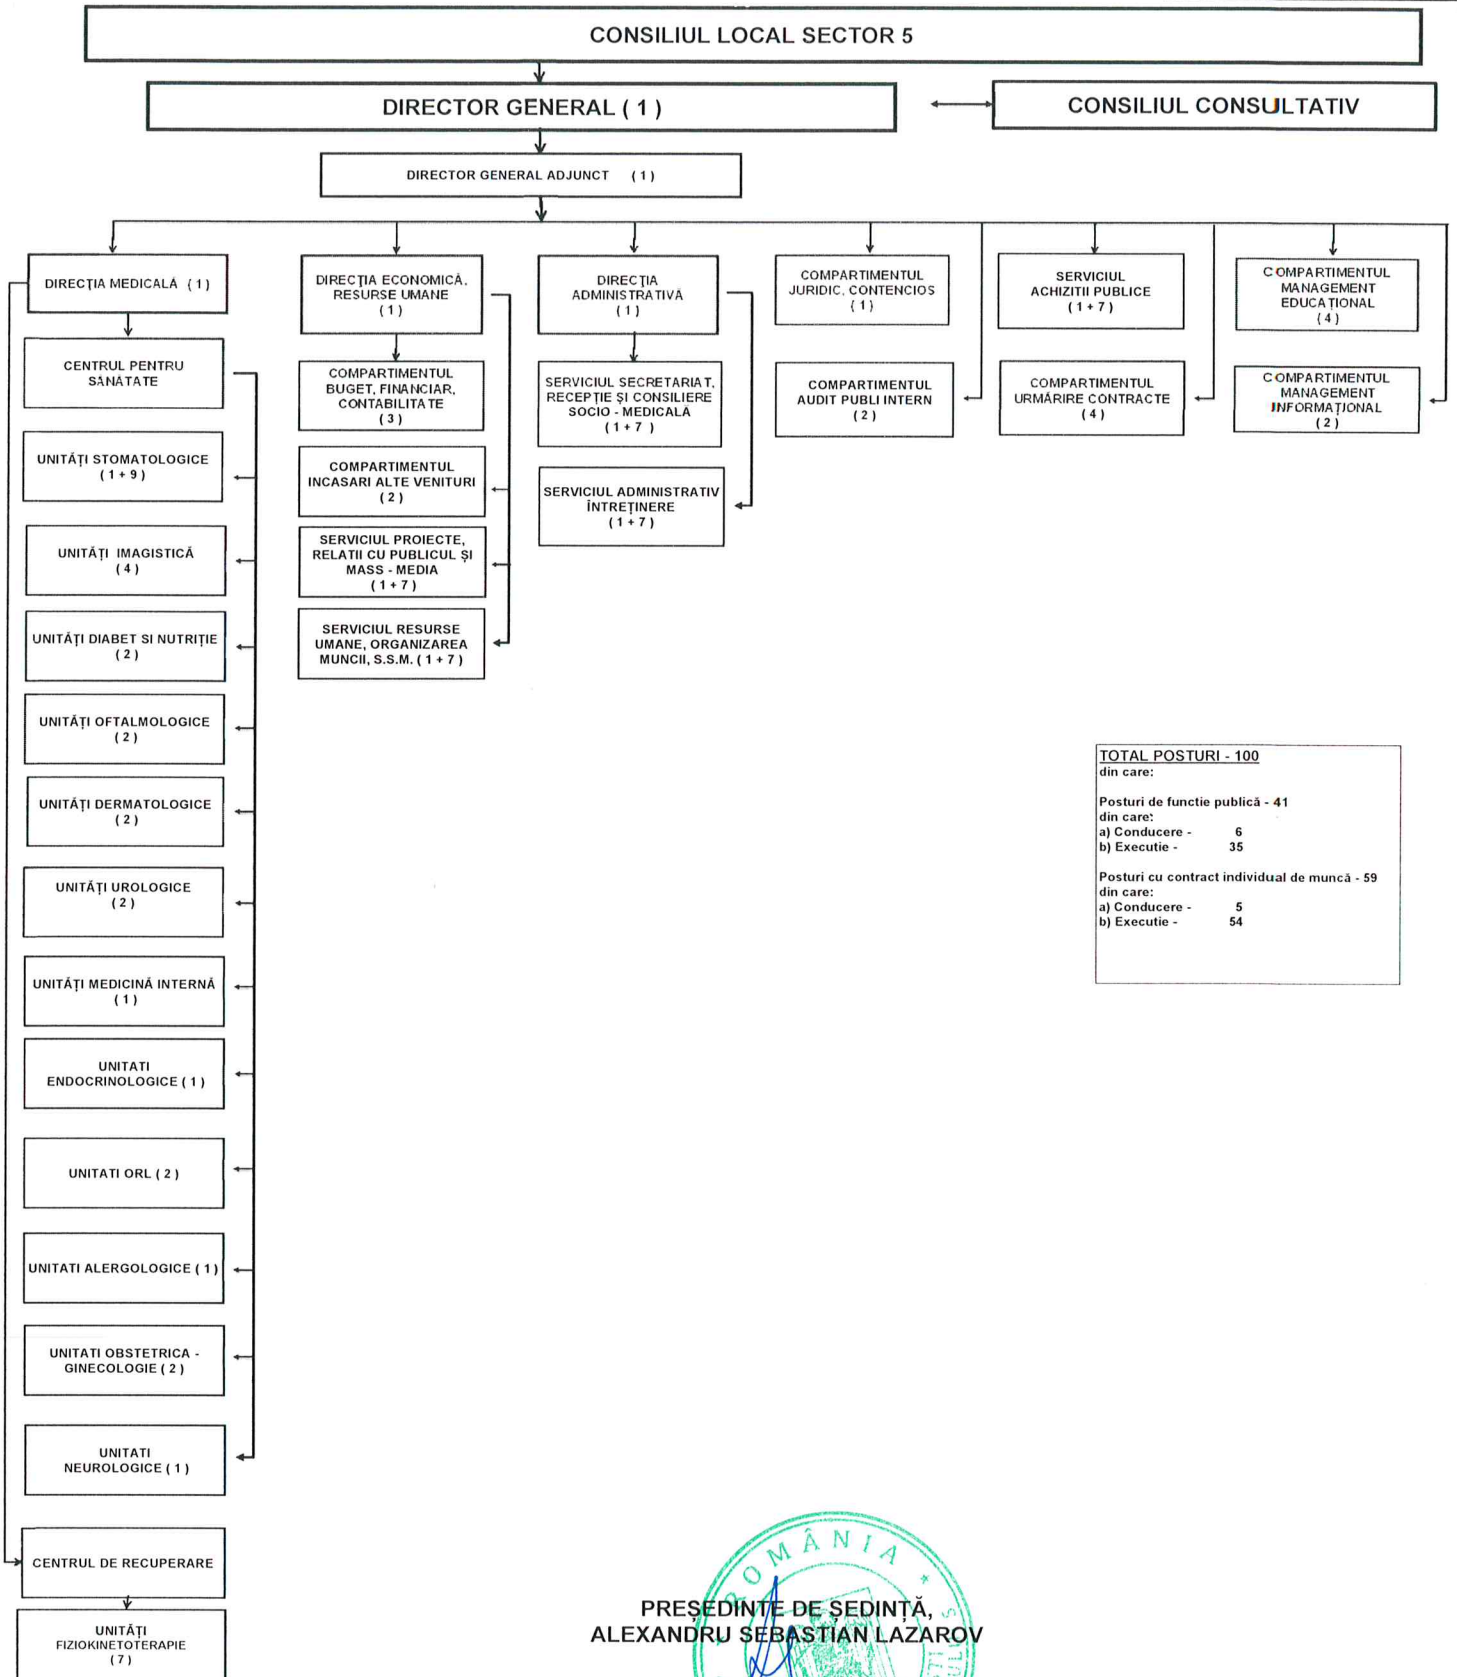 CONSILIUL LOCAL SECTOR 5
DIRECTOR GENERAL ( 1 )
CONSILIUL CONSULTATIV
DIRECTOR GENERAL ADJUNCT ( 1 )
DIRECȚIA MEDICALĂ ( 1 )
CENTRUL PENTRU
SĂNĂTATE
UNITĂȚI STOMATOLOGICE
( 1 + 9 )
UNITĂȚI IMAGISTICĂ
( 4 )
UNITĂȚI DIABET SI NUTRIȚIE
( 2 )
UNITĂȚI OFTALMOLOGICE
( 2 )
UNITĂȚI DERMATOLOGICE
( 2 )
UNITĂȚI UROLOGICE
( 2 )
UNITĂȚI MEDICINĂ INTERNĂ
( 1 )
UNITATI
ENDOCRINOLOGICE ( 1 )
UNITATI ORL ( 2 )
UNITATI ALERGOLOGICE ( 1 )
UNITATI OBSTETRICA -
GINECOLOGIE ( 2 )
UNITATI
NEUROLOGICE ( 1 )
CENTRUL DE RECUPERARE
UNITĂȚI
FIZIOKINETOTERAPIE
( 7 )
DIRECȚIA ECONOMICĂ,
RESURSE UMANE
( 1 )
COMPARTIMENTUL
BUGET, FINANCIAR,
CONTABILITATE
( 3 )
COMPARTIMENTUL
INCASARI ALTE VENITURI
( 2 )
SERVICIUL PROIECTE,
RELATII CU PUBLICUL ȘI
MASS - MEDIA
( 1 + 7 )
SERVICIUL RESURSE
UMANE, ORGANIZAREA
MUNCII, S.S.M. ( 1 + 7 )
DIRECȚIA
ADMINISTRATIVĂ
( 1 )
SERVICIUL SECRETARIAT,
RECEPȚIE ȘI CONSILIERE
SOCIO - MEDICALĂ
( 1 + 7 )
SERVICIUL ADMINISTRATIV
ÎNTREȚINERE
( 1 + 7 )
COMPARTIMENTUL
JURIDIC, CONTENCIOS
( 1 )
COMPARTIMENTUL
AUDIT PUBLI INTERN
( 2 )
SERVICIUL
ACHIZITII PUBLICE
( 1 + 7 )
COMPARTIMENTUL
URMĂRIRE CONTRACTE
( 4 )
COMPARTIMENTUL
MANAGEMENT
EDUCAȚIONAL
( 4 )
COMPARTIMENTUL
MANAGEMENT
INFORMAȚIONAL
( 2 )
TOTAL POSTURI - 100
din care:
Posturi de functie publică - 41
din care:
a) Conducere - 6
b) Executie - 35
Posturi cu contract individual de muncă - 59
din care:
a) Conducere - 5
b) Executie - 54
ROMÂNIA
PREȘEDINTE DE ȘEDINȚĂ,
ALEXANDRU SEBASTIAN LAZAROV